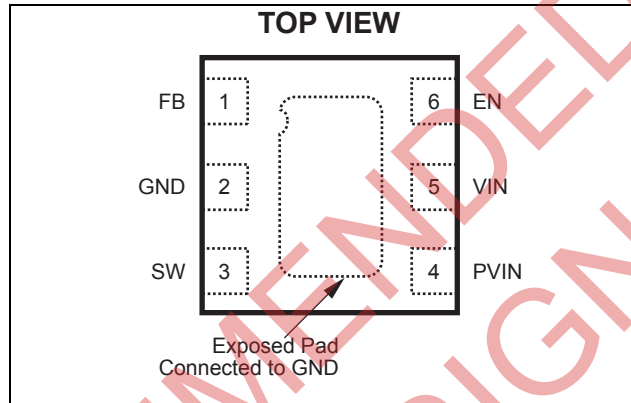 TOP VIEW
FB 1 6 EN
GND 2 5 VIN
SW 3 4 PVIN
Exposed Pad
Connected to GND